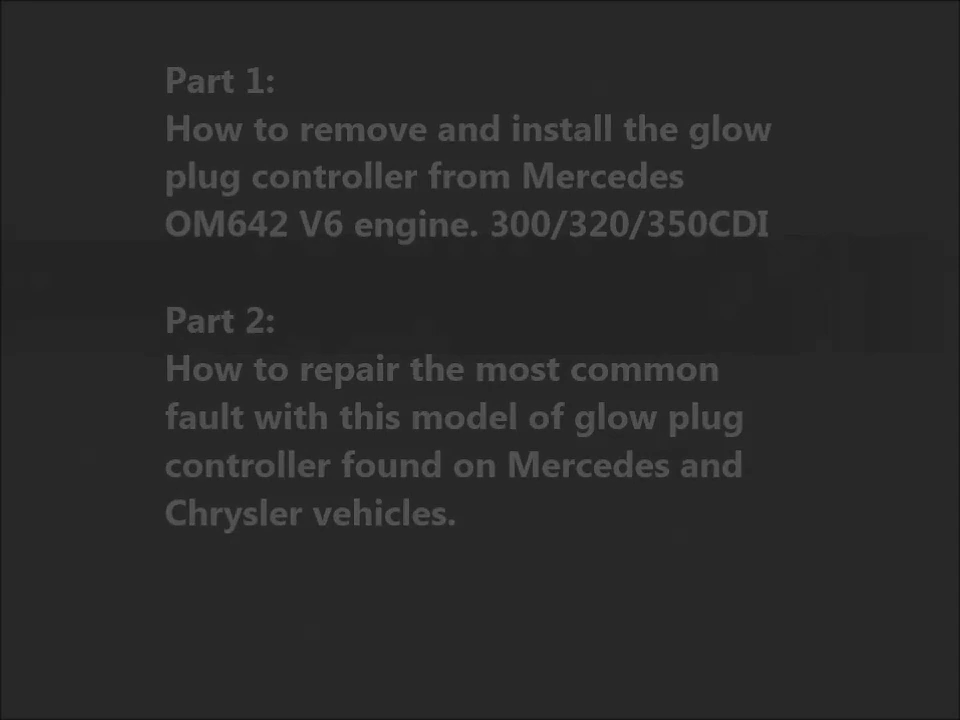 Part 1:
How to remove and install the glow
plug controller from Mercedes
OM642 V6 engine. 300/320/350CDI
Part 2:
How to repair the most common
fault with this model of glow plug
controller found on Mercedes and
Chrysler vehicles.